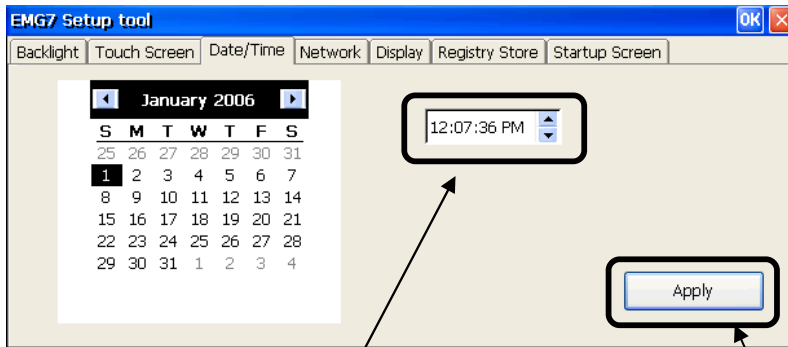 EMG7 Setup tool OK
Backlight Touch Screen Date/Time Network Display Registry Store Startup Screen
January 2006
12:07:36 PM
S M T W T F S
25 26 27 28 29 30 31
1 2 3 4 5 6 7
8 9 10 11 12 13 14
15 16 17 18 19 20 21
22 23 24 25 26 27 28
29 30 31 1 2 3 4
Apply